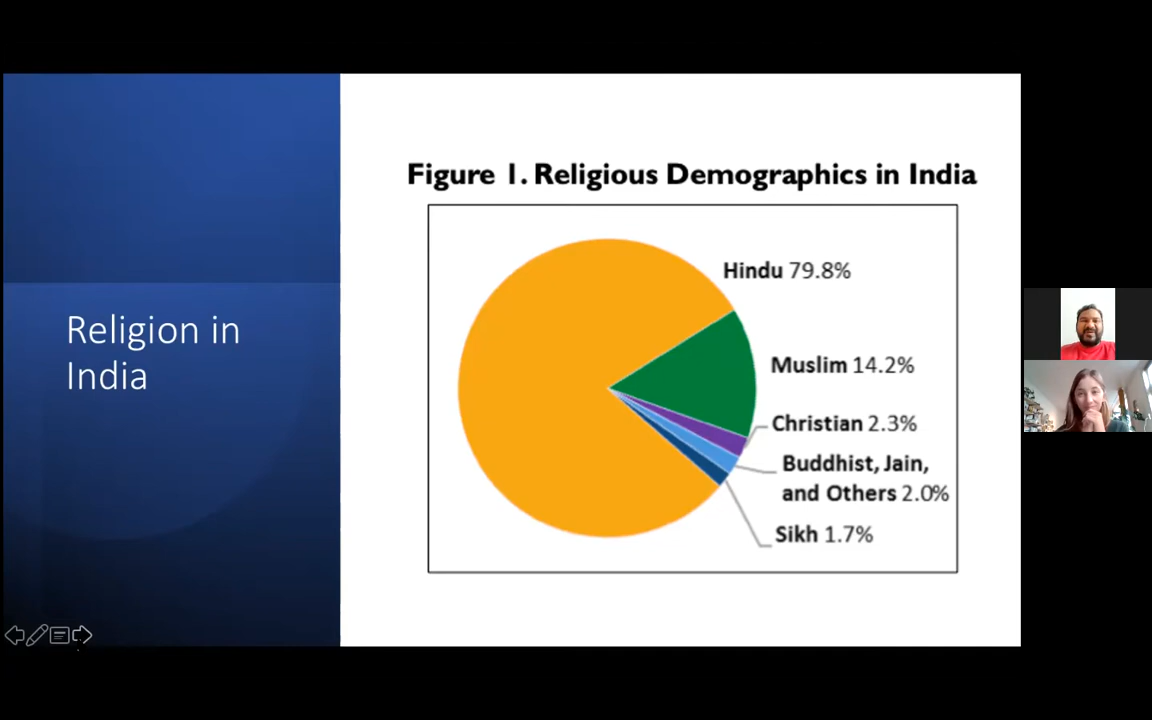 Religion in
India
Figure 1. Religious Demographics in India
Hindu 79.8%
Muslim 14.2%
Christian 2.3%
Buddhist, Jain,
and Others 2.0%
Sikh 1.7%